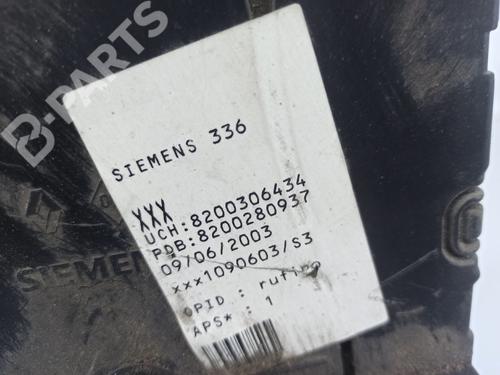 B-PARTS
SIEMENS 336
XXX
UCH:8200306434
PDB:8200280937
09/06/2003
xxx1090603/S3
OPID : rufino
APS* : 1
SIEMENS